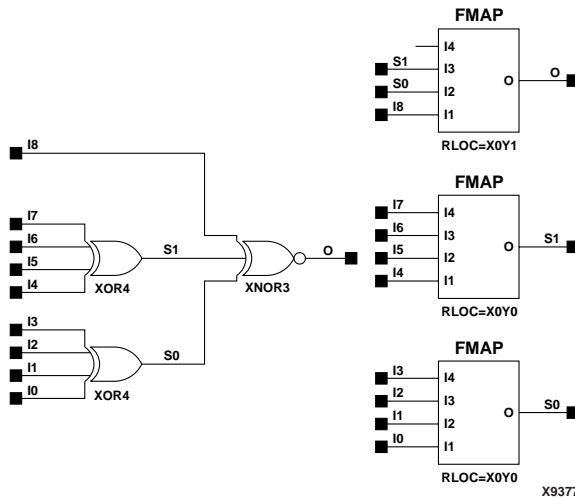 I8
I7
I6
I5
I4
XOR4
S1
I3
I2
I1
I0
XOR4
S0
XNOR3
O
FMAP
I4
S1 I3
S0 I2
I8 I1
O O
RLOC=X0Y1
FMAP
I7 I4
I6 I3
I5 I2
I4 I1
O S1
RLOC=X0Y0
FMAP
I3 I4
I2 I3
I1 I2
I0 I1
O S0
RLOC=X0Y0
X9377